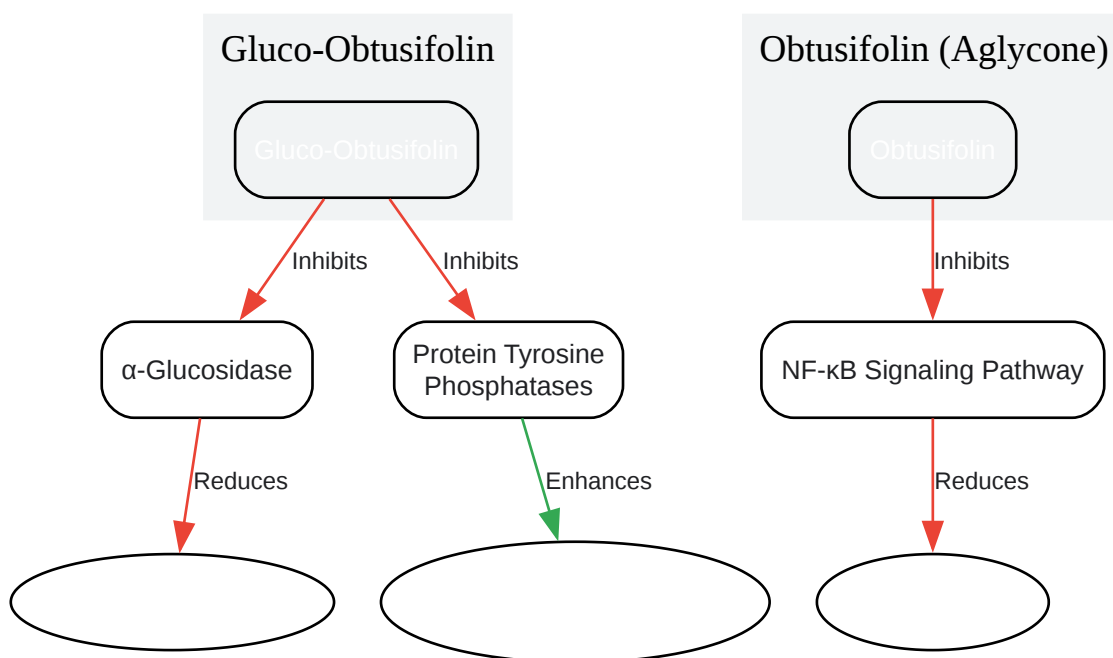 Gluco-Obtusifolin
Obtusifolin (Aglycone)
Gluco-Obtusifolin
Obtusifolin
Inhibits
Inhibits
Inhibits
α-Glucosidase
Protein Tyrosine
Phosphatases
NF-κB Signaling Pathway
Reduces
Enhances
Reduces